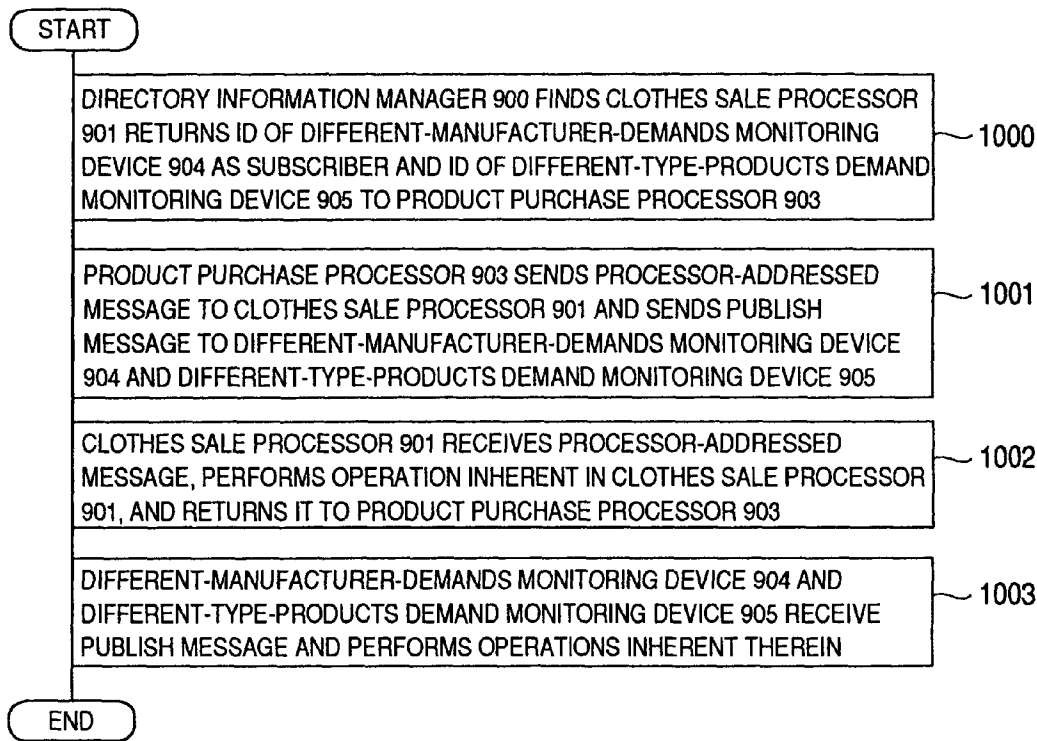 START
DIRECTORY INFORMATION MANAGER 900 FINDS CLOTHES SALE PROCESSOR
901 RETURNS ID OF DIFFERENT-MANUFACTURER-DEMANDS MONITORING
DEVICE 904 AS SUBSCRIBER AND ID OF DIFFERENT-TYPE-PRODUCTS DEMAND
MONITORING DEVICE 905 TO PRODUCT PURCHASE PROCESSOR 903
1000
PRODUCT PURCHASE PROCESSOR 903 SENDS PROCESSOR-ADDRESSED
MESSAGE TO CLOTHES SALE PROCESSOR 901 AND SENDS PUBLISH
MESSAGE TO DIFFERENT-MANUFACTURER-DEMANDS MONITORING DEVICE
904 AND DIFFERENT-TYPE-PRODUCTS DEMAND MONITORING DEVICE 905
1001
CLOTHES SALE PROCESSOR 901 RECEIVES PROCESSOR-ADDRESSED
MESSAGE, PERFORMS OPERATION INHERENT IN CLOTHES SALE PROCESSOR
901, AND RETURNS IT TO PRODUCT PURCHASE PROCESSOR 903
1002
DIFFERENT-MANUFACTURER-DEMANDS MONITORING DEVICE 904 AND
DIFFERENT-TYPE-PRODUCTS DEMAND MONITORING DEVICE 905 RECEIVE
PUBLISH MESSAGE AND PERFORMS OPERATIONS INHERENT THEREIN
1003
END